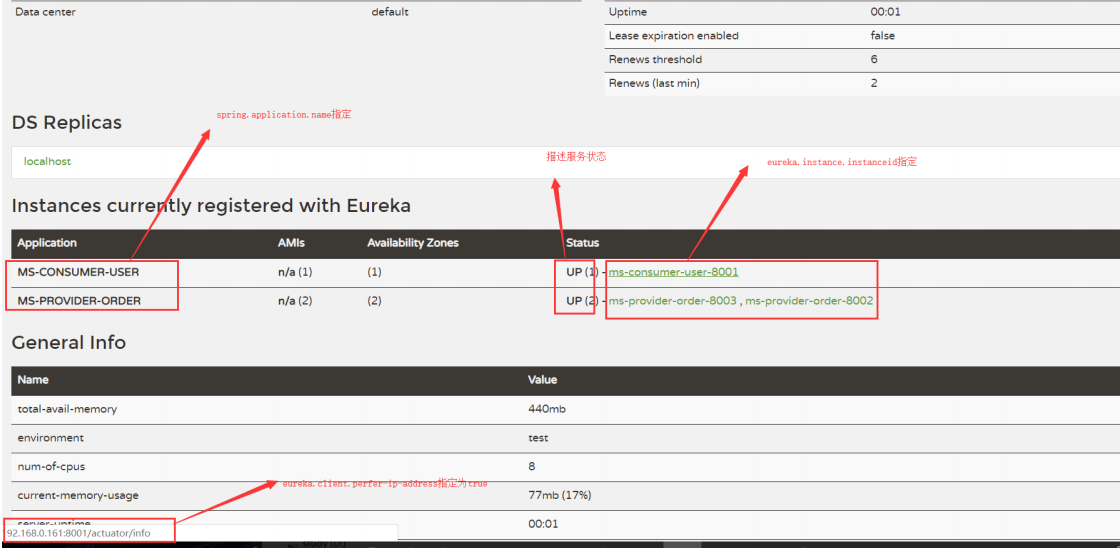 Data center default Uptime 00:01
Lease expiration enabled false
Renews threshold 6
Renews (last min) 2
spring.application.name指定
DS Replicas
localhost
描述服务状态
eureka.instance.instanceid指定
Instances currently registered with Eureka
Application AMIs Availability Zones Status
MS-CONSUMER-USER n/a (1) (1) UP (1) - ms-consumer-user-8001
MS-PROVIDER-ORDER n/a (2) (2) UP (2) - ms-provider-order-8003 , ms-provider-order-8002
General Info
Name Value
total-avail-memory 440mb
environment test
num-of-cpus 8
eureka.client.perfer-ip-address指定为true
current-memory-usage 77mb (17%)
server-uptime 00:01
92.168.0.161:8001/actuator/info